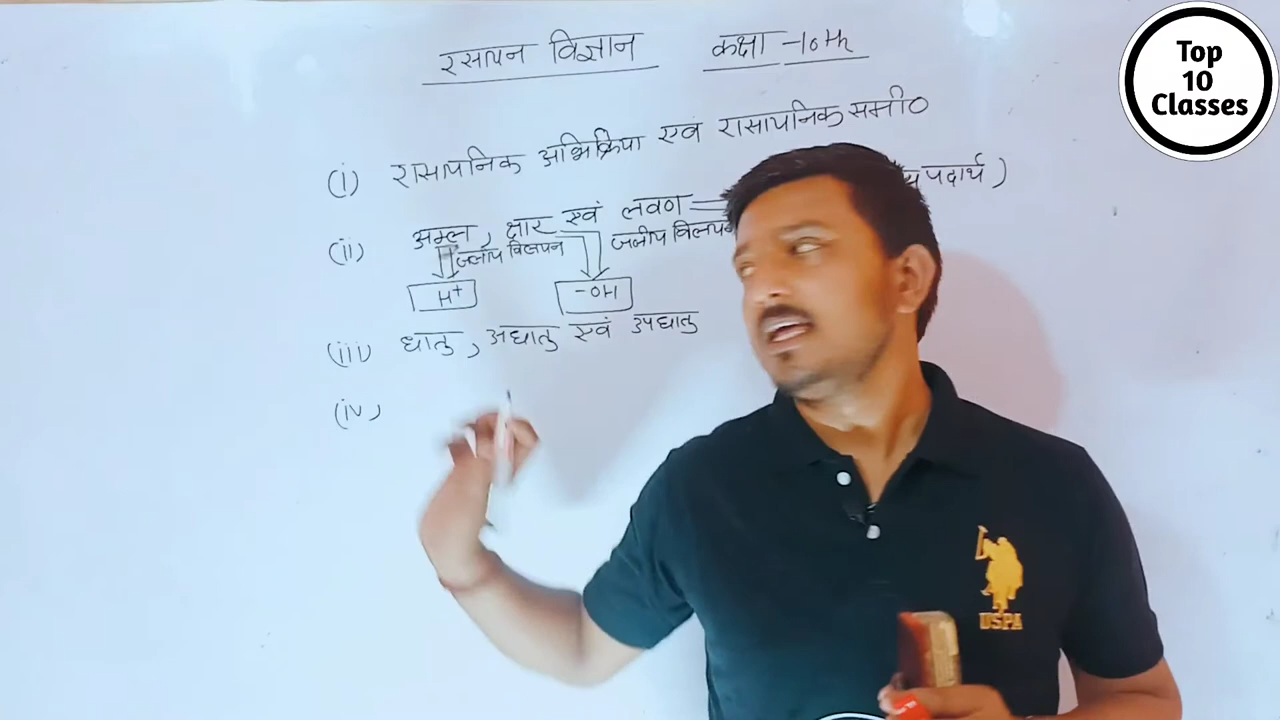 रसायन विज्ञान कक्षा -10th
Top
10
Classes
(i) रासायनिक अभिक्रिया एवं रासायनिक समी०
(ii) अम्ल, क्षार एवं लवण पदार्थ)
जलीय विलयन जलीय विलयन
H+ -OH
(iii) धातु, अधातु एवं उपधातु
(iv)
USPA